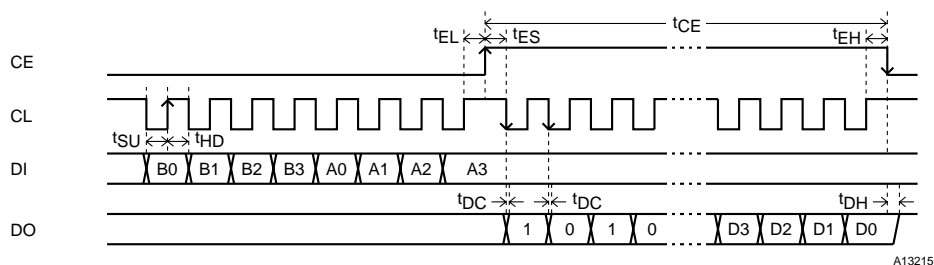 tCE
tEL tES tEH
CE
CL
tSU tHD
DI B0 B1 B2 B3 A0 A1 A2 A3
tDC tDC tDH
DO 1 0 1 0 D3 D2 D1 D0
A13215